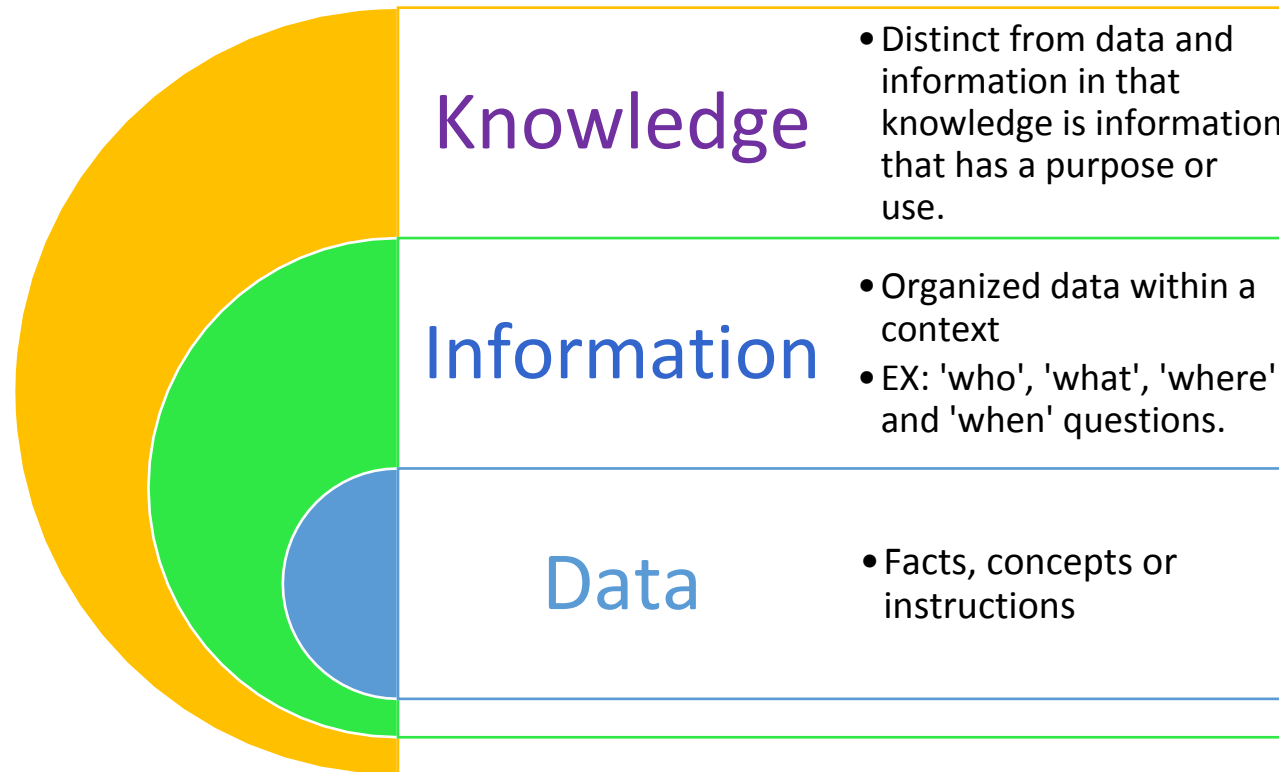 Knowledge
•Distinct from data and
information in that
knowledge is information
that has a purpose or
use.
Information
•Organized data within a
context
•EX: 'who', 'what', 'where'
and 'when' questions.
Data
•Facts, concepts or
instructions